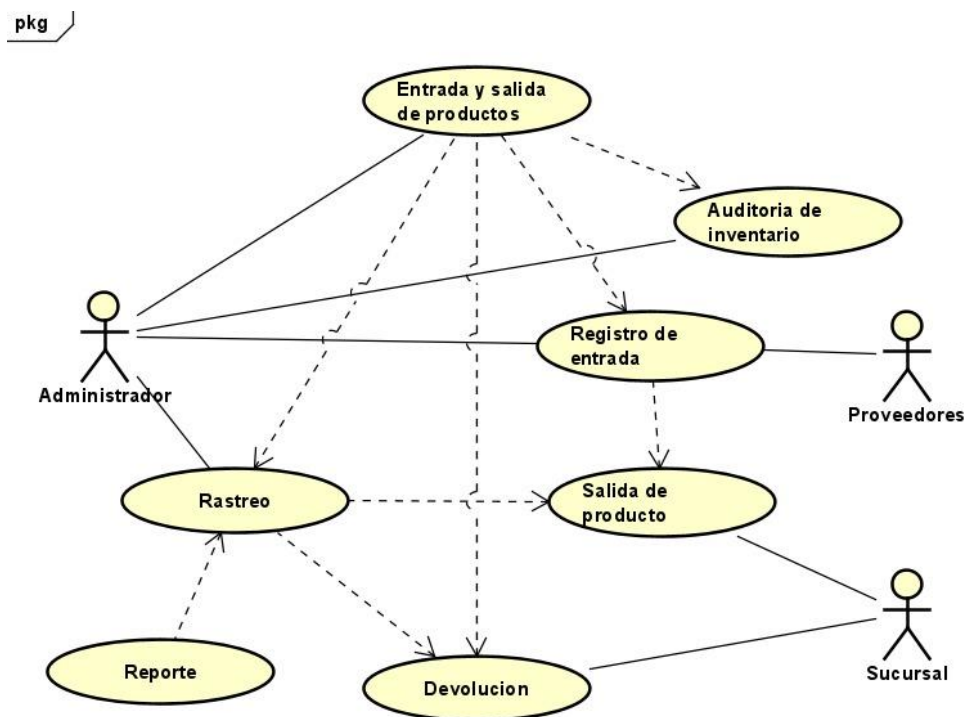 pkg
Entrada y salida
de productos
Auditoria de
inventario
Registro de
entrada
Administrador
Proveedores
Rastreo
Salida de
producto
Reporte
Devolucion
Sucursal